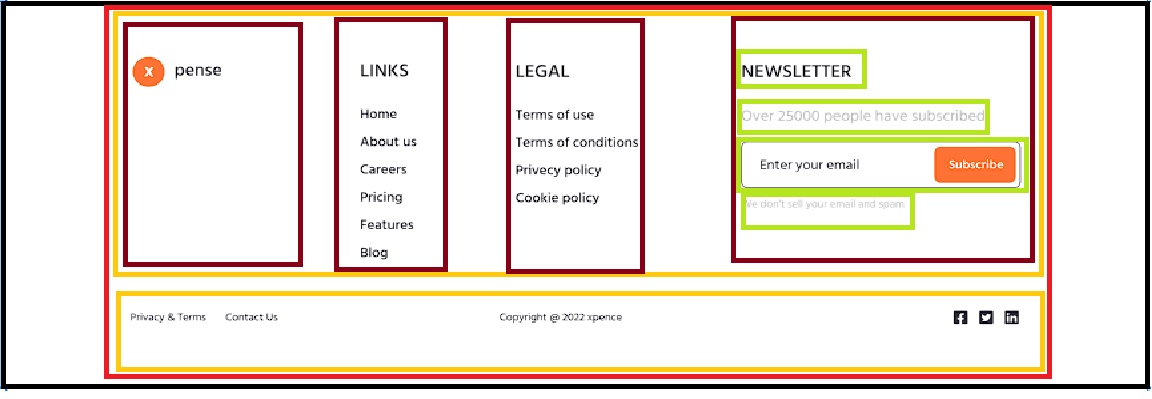 x pense
LINKS
Home
About us
Careers
Pricing
Features
Blog
LEGAL
Terms of use
Terms of conditions
Privecy policy
Cookie policy
NEWSLETTER
Over 25000 people have subscribed
Enter your email
Subscribe
We don't sell your email and spam
Privacy & Terms
Contact Us
Copyright @ 2022 xpence